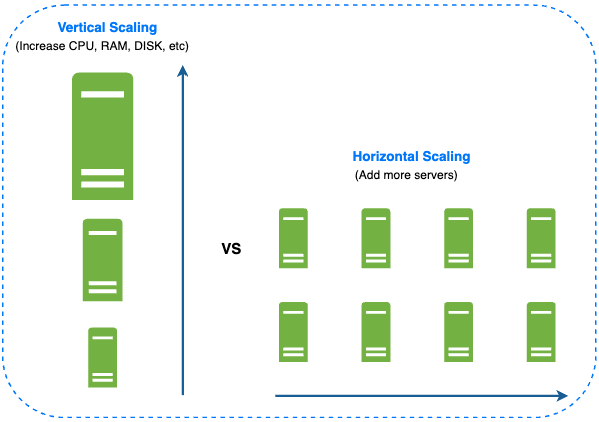 Vertical Scaling
(Increase CPU, RAM, DISK, etc)
Horizontal Scaling
(Add more servers)
VS